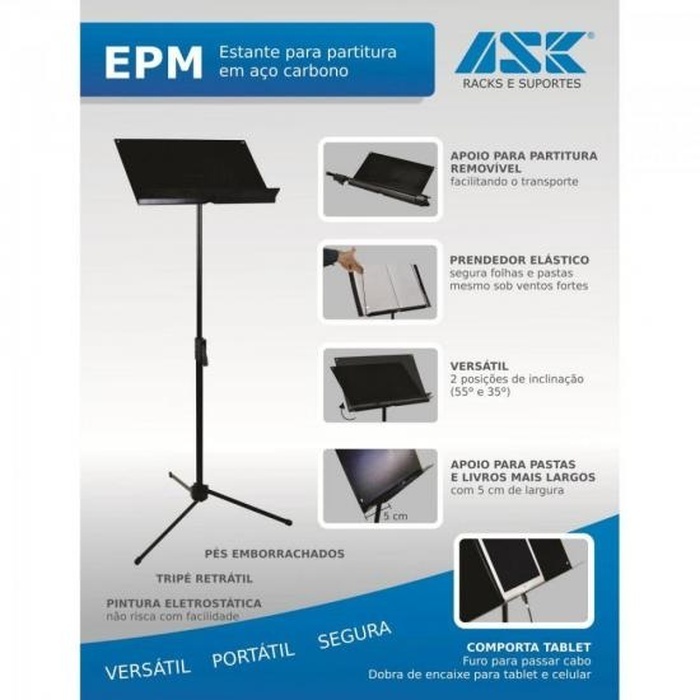 EPM
Estante para partitura
em aço carbono
ASK®
RACKS E SUPORTES
APOIO PARA PARTITURA
REMOVÍVEL
facilitando o transporte
PRENDEDOR ELÁSTICO
segura folhas e pastas
mesmo sob ventos fortes
VERSÁTIL
2 posições de inclinação
(55º e 35º)
APOIO PARA PASTAS
E LIVROS MAIS LARGOS
com 5 cm de largura
5 cm
PÉS EMBORRACHADOS
TRIPÉ RETRÁTIL
PINTURA ELETROSTÁTICA
não risca com facilidade
VERSÁTIL PORTÁTIL SEGURA
COMPORTA TABLET
Furo para passar cabo
Dobra de encaixe para tablet e celular